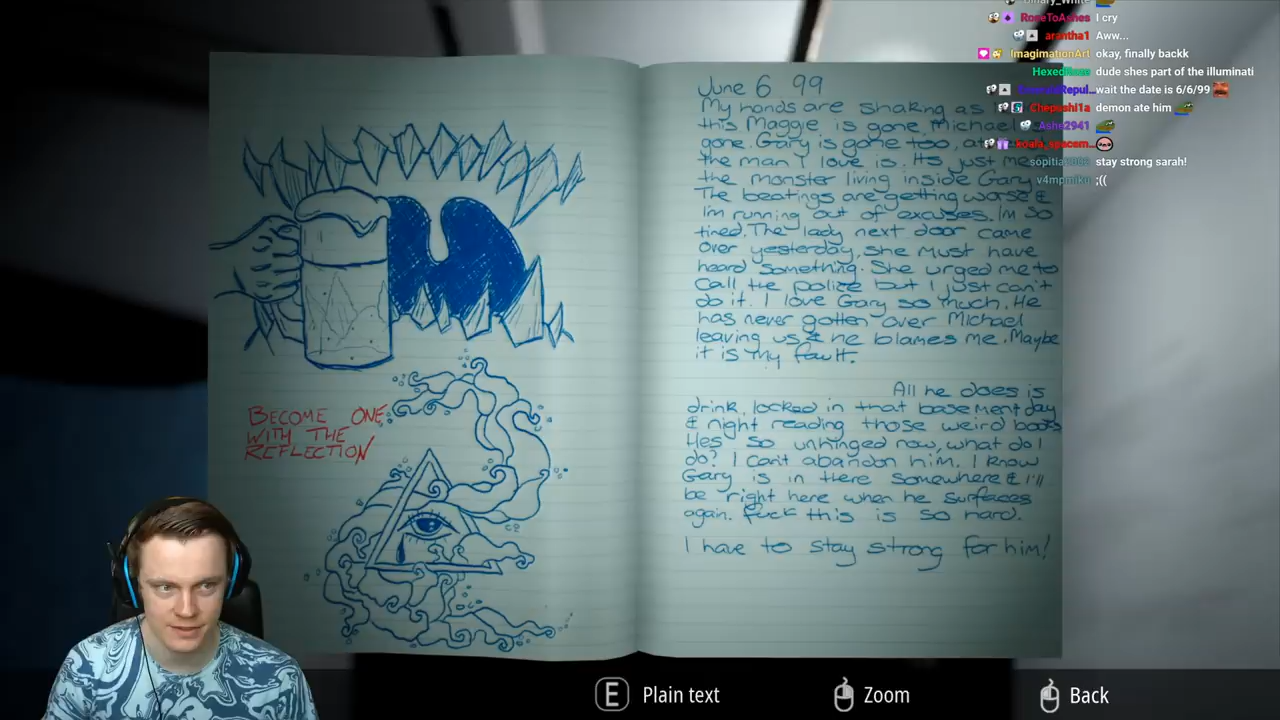 BECOME ONE
WITH THE
REFLECTION
June 6 99
My hands are shaking as I
this Maggie is gone, Michael
gone. Gary is gone too, at
the man I love is. Its just me
the monster living inside Gary
The beatings are getting worse &
I'm running out of excuses. I'm so
tired. The lady next door came
over yesterday, she must have
heard something. She urged me to
call the police but I just can't
do it. I love Gary so much. He
has never gotten over Michael
leaving us & he blames me. Maybe
it is my fault.
All he does is
drink, locked in that basement day
& night reading those weird books
Hes so unhinged now, what do I
do? I can't abandon him. I know
Gary is in there somewhere & I'll
be right here when he surfaces
again. Fuck this is so hard.
I have to stay strong for him!
RoseToAshes I cry
arantha1 Aww...
ImaginationArt okay, finally backk
HexedRoze dude shes part of the illuminati
wait the date is 6/6/99
Cheposhi1a demon ate him
Ashe2941
koala_spacem...
stay strong sarah!
v4mpmiku ;((
E Plain text
Zoom
Back